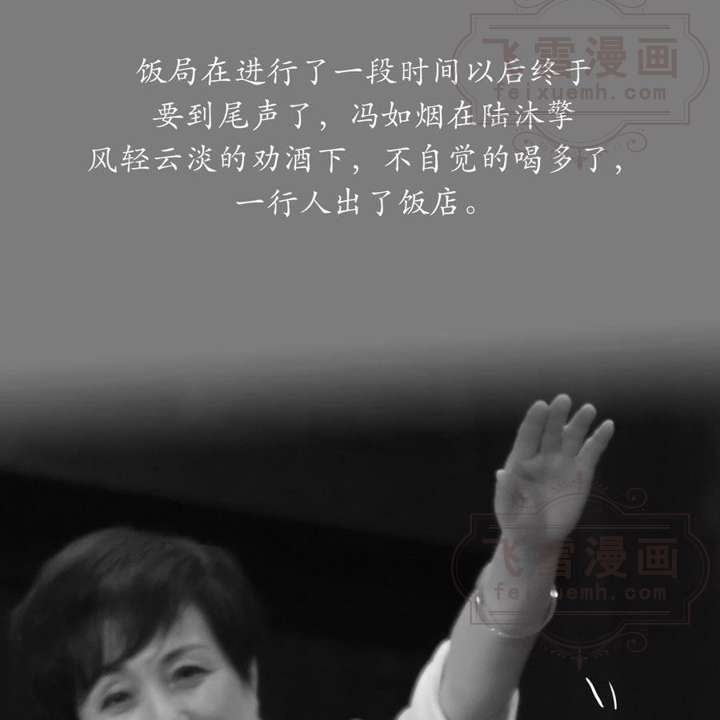 飞雪漫画
feixuemh.com
饭局在进行了一段时间以后终于
要到尾声了，冯如烟在陆沐擎
风轻云淡的劝酒下，不自觉的喝多了，
一行人出了饭店。
飞雪漫画
feixuemh.com